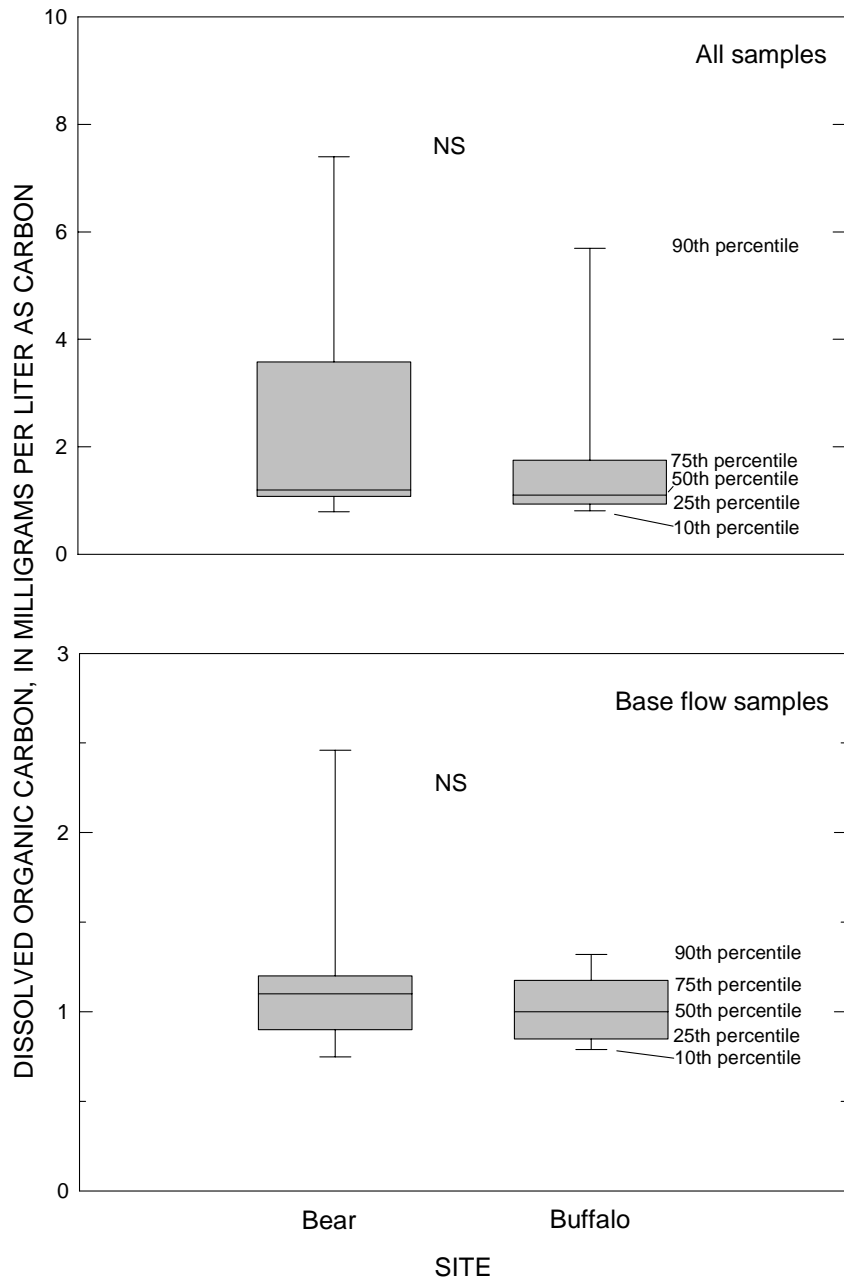 DISSOLVED ORGANIC CARBON, IN MILLIGRAMS PER LITER AS CARBON
10
8
6
4
2
0
All samples
NS
90th percentile
75th percentile
50th percentile
25th percentile
10th percentile
3
2
1
0
Base flow samples
NS
90th percentile
75th percentile
50th percentile
25th percentile
10th percentile
Bear Buffalo
SITE